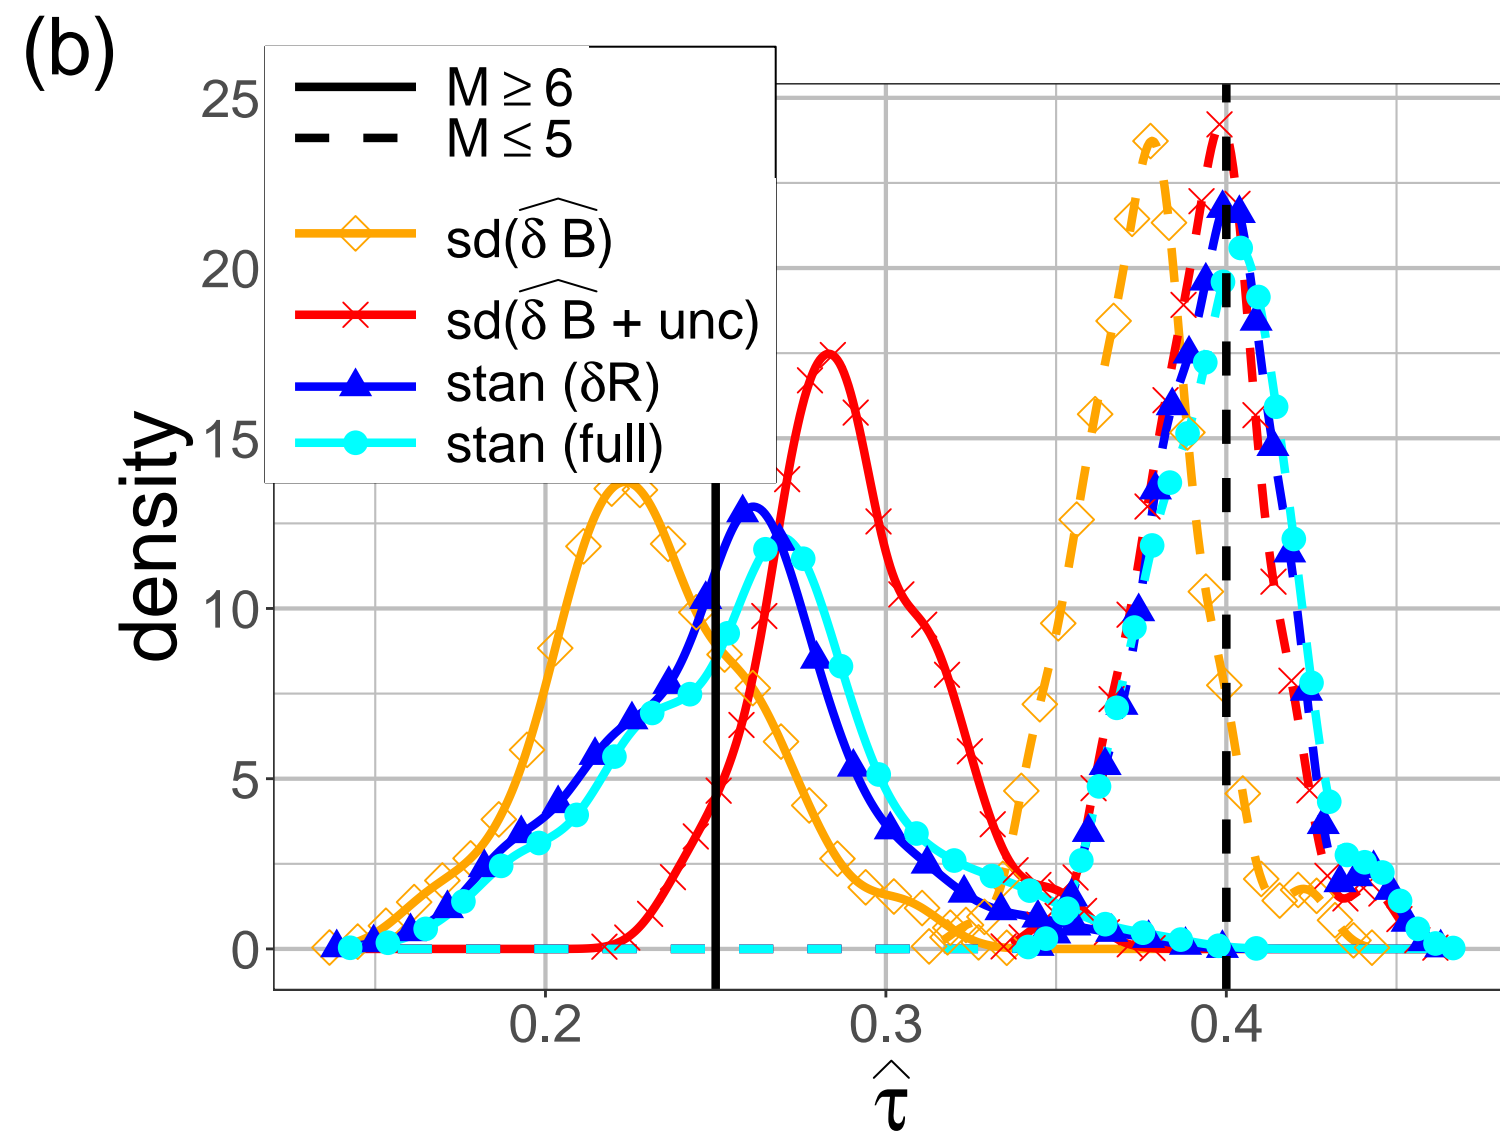 (b)
M ≥ 6
M ≤ 5
sd(δ̂ B)
sd(δ̂ B + unc)
stan (δR)
stan (full)
density
25
20
15
10
5
0
0.2 0.3 0.4
τ̂